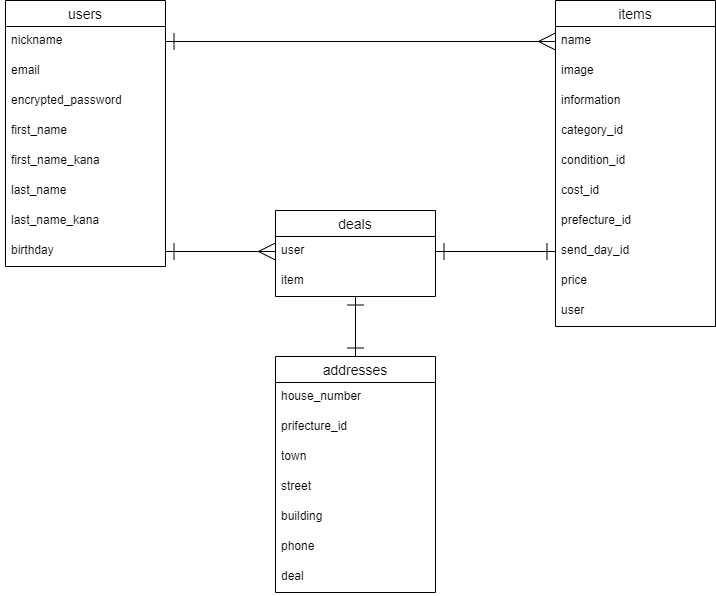 users
nickname
email
encrypted_password
first_name
first_name_kana
last_name
last_name_kana
birthday
items
name
image
information
category_id
condition_id
cost_id
prefecture_id
send_day_id
price
user
deals
user
item
addresses
house_number
prifecture_id
town
street
building
phone
deal